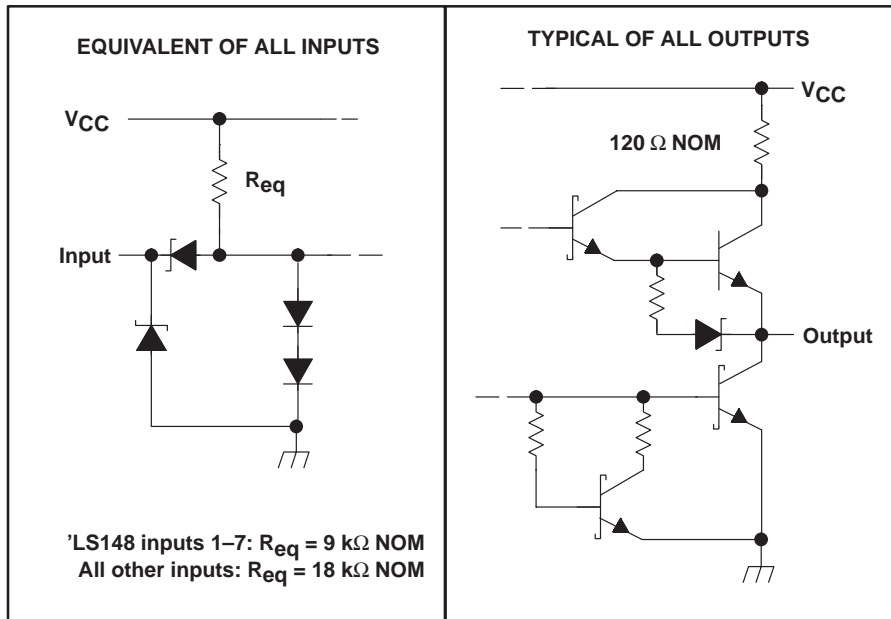 EQUIVALENT OF ALL INPUTS
VCC
Req
Input
'LS148 inputs 1–7: Req = 9 kΩ NOM
All other inputs: Req = 18 kΩ NOM
TYPICAL OF ALL OUTPUTS
VCC
120 Ω NOM
Output